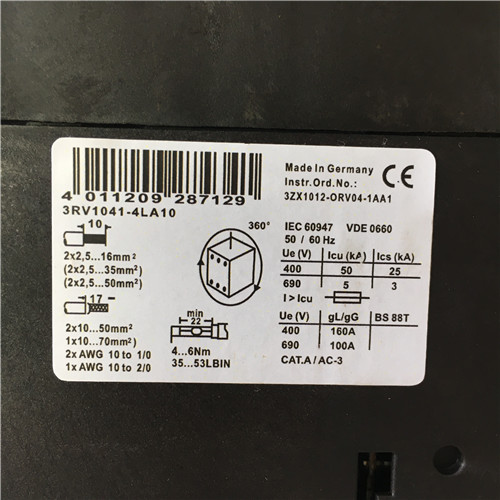 Made in Germany
Instr.Ord.No.:
3ZX1012-ORV04-1AA1
CE
4 011209 287129
3RV1041-4LA10
10
2x2,5...16mm²
(2x2,5...35mm²)
(2x2,5...50mm²)
17
2x10...50mm²
1x10...70mm²)
2x AWG 10 to 1/0
1x AWG 10 to 2/0
360°
min
22
4...6Nm
35...53LBIN
IEC 60947 VDE 0660
50 / 60 Hz
Ue (V) Icu (kA) Ics (kA)
400 50 25
690 5 3
I > Icu
Ue (V) gL/gG BS 88T
400 160A
690 100A
CAT.A / AC-3